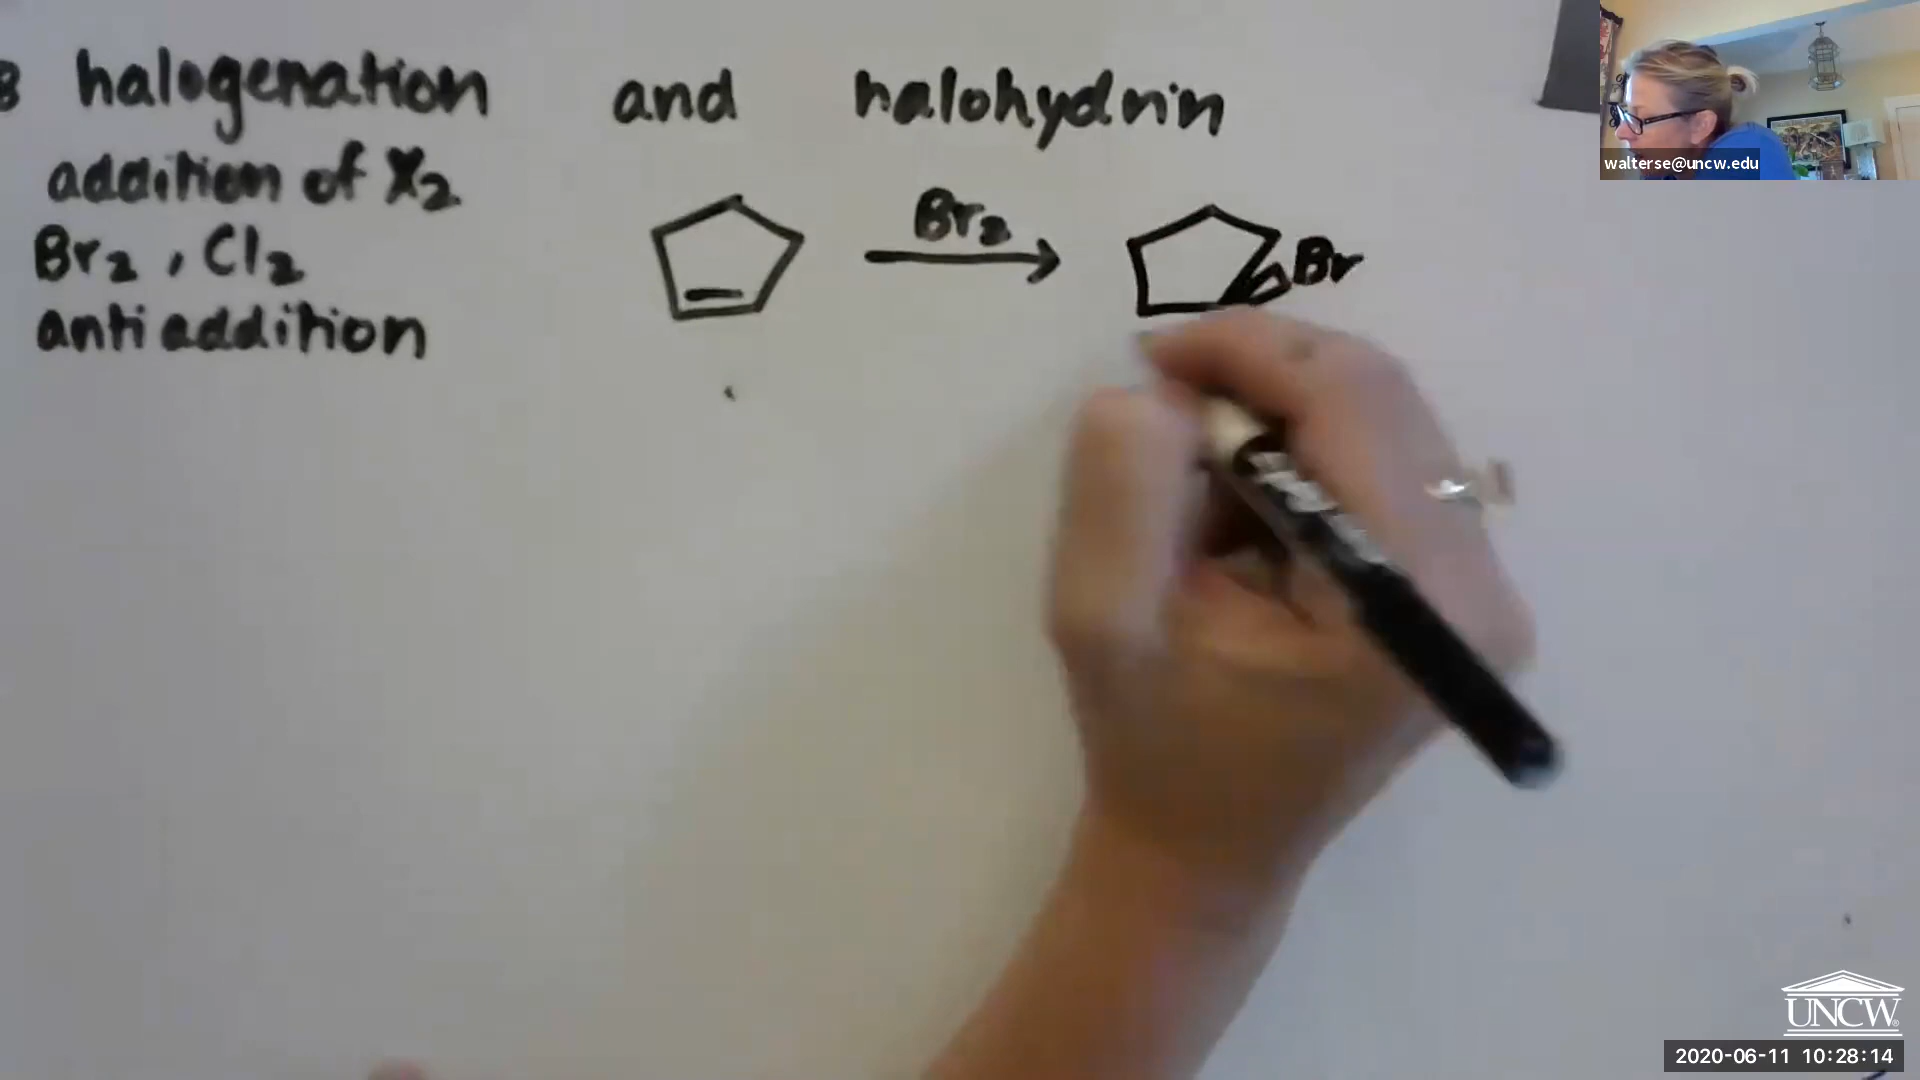 8 halogenation and halohydrin
addition of X2
Br2, Cl2
anti addition
Br2
Br
walterse@uncw.edu
UNCW
2020-06-11 10:28:14